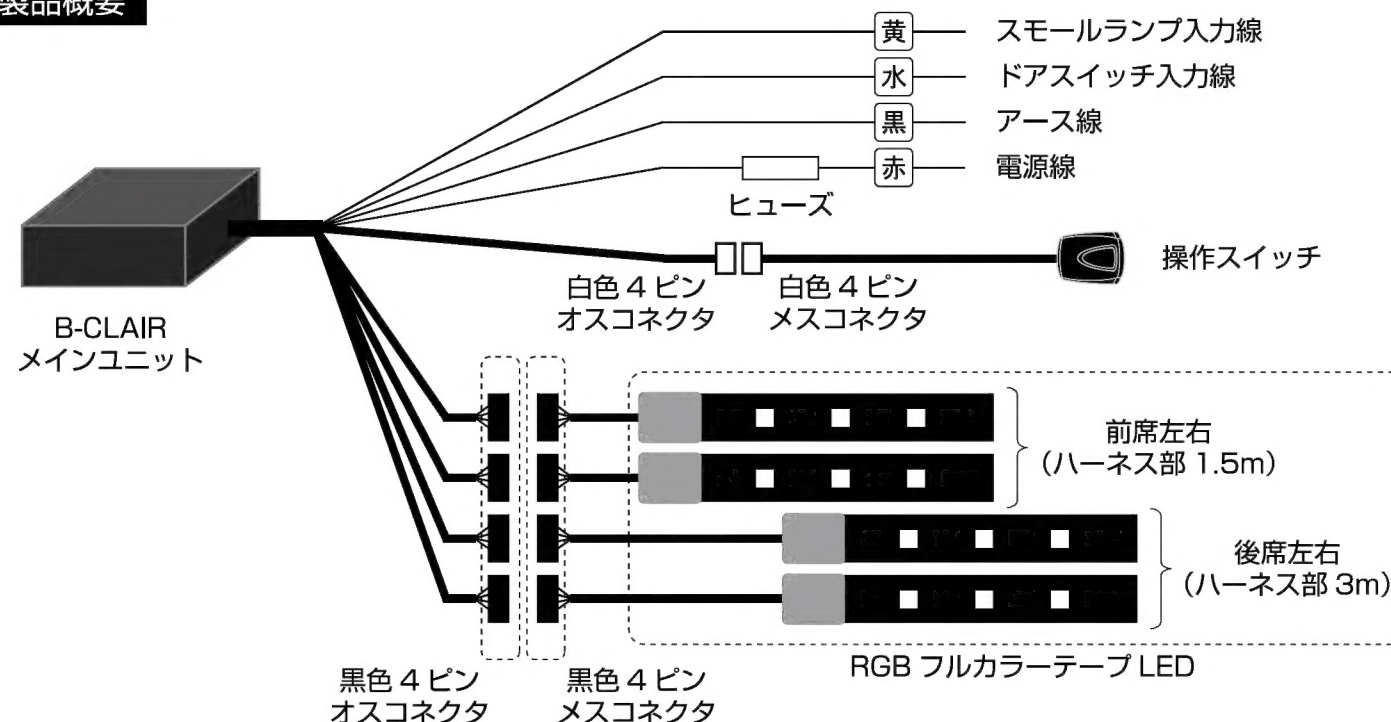 製品概要
黄 スモールランプ入力線
水 ドアスイッチ入力線
黒 アース線
赤 電源線
ヒューズ
操作スイッチ
白色 4 ピン
オスコネクタ
白色 4 ピン
メスコネクタ
B-CLAIR
メインユニット
前席左右
（ハーネス部 1.5m）
後席左右
（ハーネス部 3m）
RGB フルカラーテープ LED
黒色 4 ピン
オスコネクタ
黒色 4 ピン
メスコネクタ